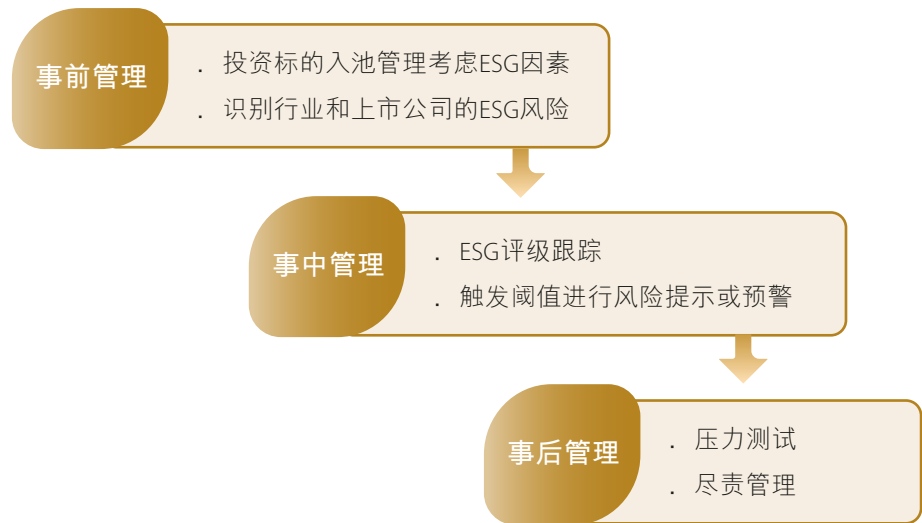 事前管理
. 投资标的入池管理考虑ESG因素
. 识别行业和上市公司的ESG风险
事中管理
. ESG评级跟踪
. 触发阈值进行风险提示或预警
事后管理
. 压力测试
. 尽责管理